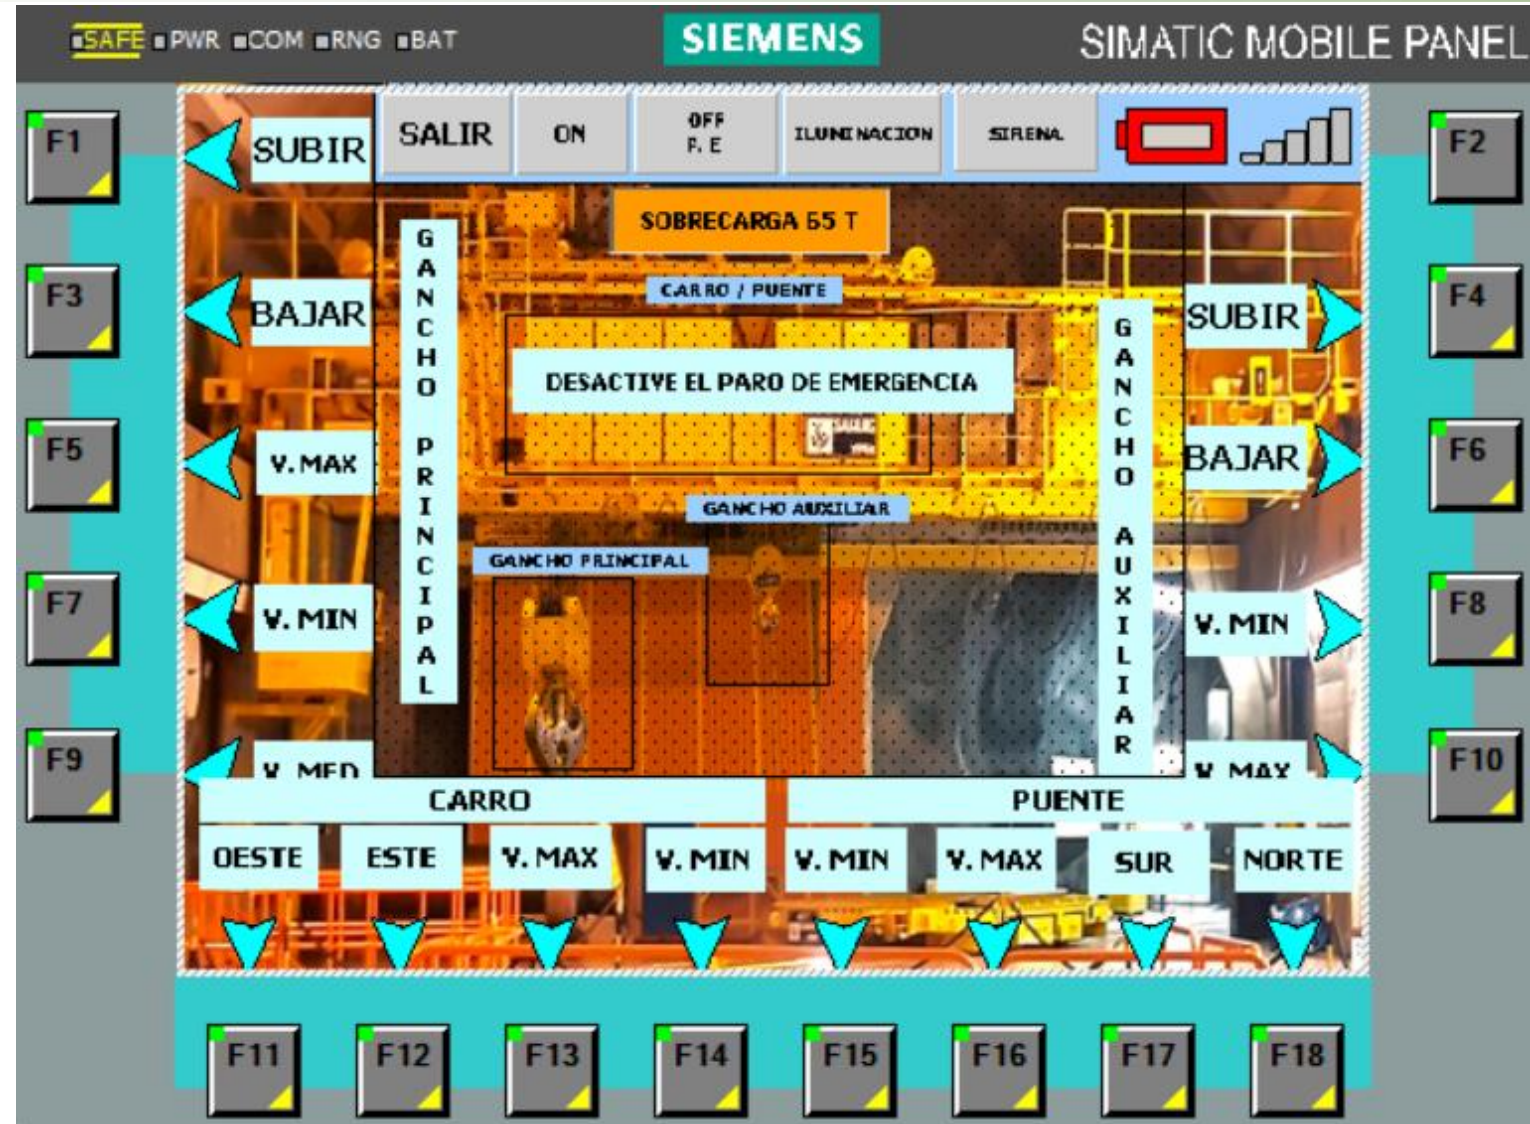 SAFE PWR COM RNG BAT
SIEMENS
SIMATIC MOBILE PANEL
F1
SUBIR
SALIR
ON
OFF
P. E
ILUMINACION
SIRENA
F2
SOBRECARGA 65 T
GANCHO PRINCIPAL
CARRO / PUENTE
F3
BAJAR
GANCHO AUXILIAR
SUBIR
F4
DESACTIVE EL PARO DE EMERGENCIA
F5
V. MAX
BAJAR
F6
GANCHO AUXILIAR
GANCHO PRINCIPAL
F7
V. MIN
V. MIN
F8
F9
V. MED
V. MAX
F10
CARRO
PUENTE
OESTE
ESTE
V. MAX
V. MIN
V. MIN
V. MAX
SUR
NORTE
F11
F12
F13
F14
F15
F16
F17
F18